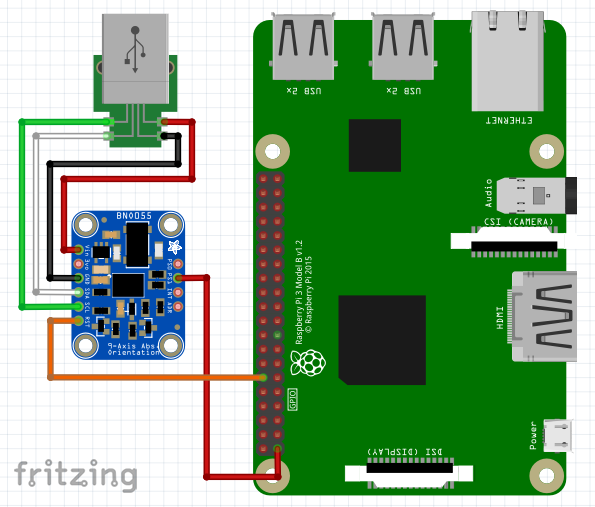 USB 2x
USB 2x
ETHERNET
Audio
CSI (CAMERA)
BNO055
Vin
3vo
GND
SDA
SCL
RST
PS0
PS1
INT
ADR
9-Axis Abs.
Orientation
Raspberry Pi 3 Model B v1.2
© Raspberry Pi 2015
HDMI
GPIO
Power
DSI (DISPLAY)
fritzing